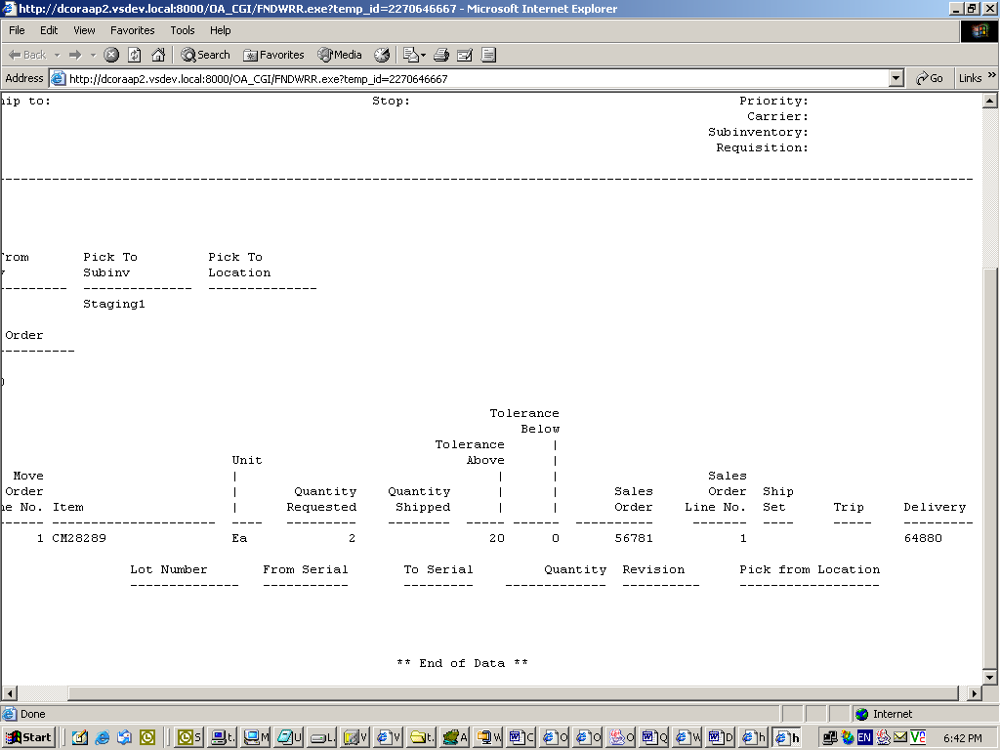 http://dcoraap2.vsdev.local:8000/OA_CGI/FNDWRR.exe?temp_id=2270646667 - Microsoft Internet Explorer
File Edit View Favorites Tools Help
Back Search Favorites Media
Address http://dcoraap2.vsdev.local:8000/OA_CGI/FNDWRR.exe?temp_id=2270646667 Go Links »
ip to: Stop: Priority:
Carrier:
Subinventory:
Requisition:
From Pick To Pick To
Subinv Location
Staging1
Order
Tolerance
Below
Tolerance |
Unit Above |
Move | | | Sales
Order | Quantity Quantity | | Sales Order Ship
ne No. Item | Requested Shipped | | Order Line No. Set Trip Delivery
1 CM28289 Ea 2 20 0 56781 1 64880
Lot Number From Serial To Serial Quantity Revision Pick from Location
** End of Data **
Done Internet
Start S t. M U L V V t. A W C O O O Q W D h h EN 6:42 PM